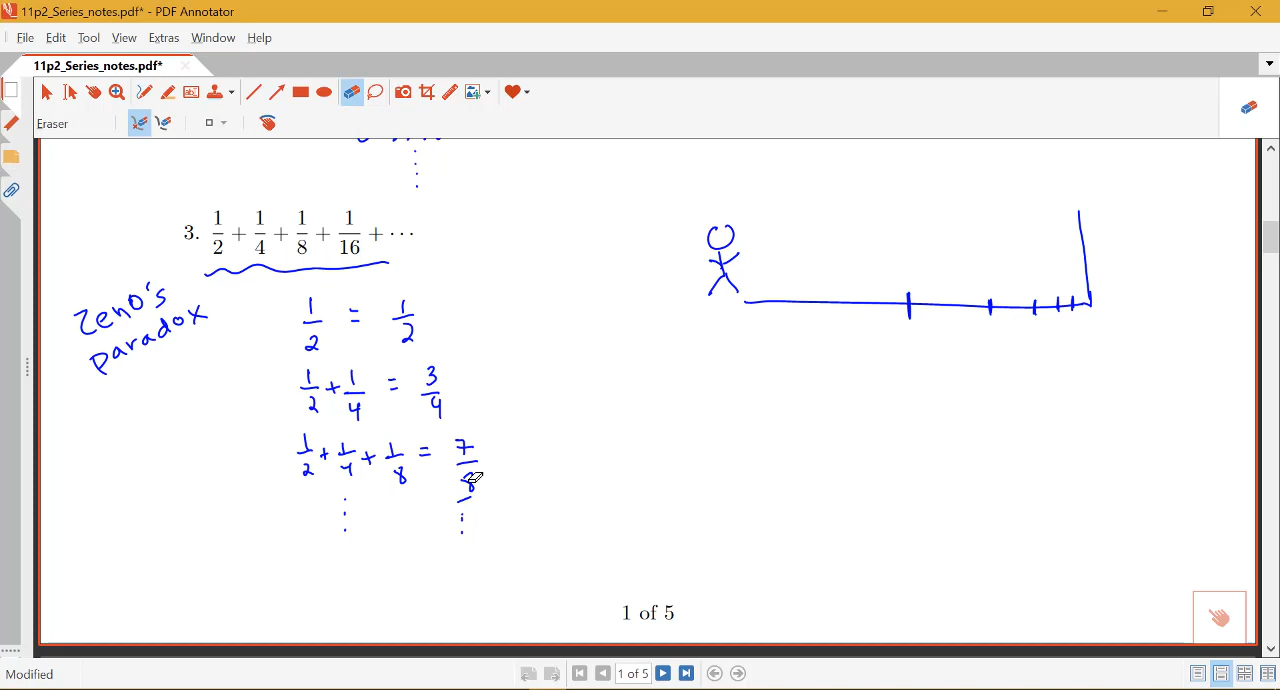 11p2_Series_notes.pdf* - PDF Annotator
File Edit Tool View Extras Window Help
11p2_Series_notes.pdf*
Eraser
3. 1/2 + 1/4 + 1/8 + 1/16 + ⋯
Zeno's
paradox
1/2 = 1/2
1/2 + 1/4 = 3/4
1/2 + 1/4 + 1/8 = 7/8
⋮ ⋮
1 of 5
Modified
1 of 5